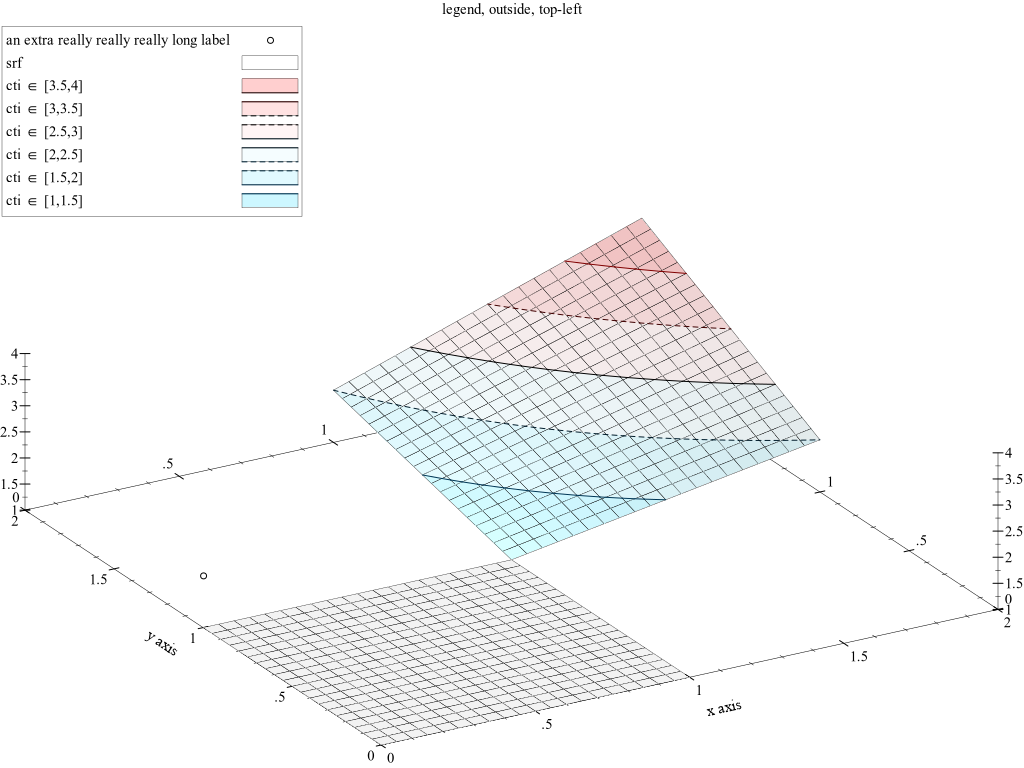 legend, outside, top-left
an extra really really really long label
srf
cti ∈ [3.5,4]
cti ∈ [3,3.5]
cti ∈ [2.5,3]
cti ∈ [2,2.5]
cti ∈ [1.5,2]
cti ∈ [1,1.5]
4
3.5
3
2.5
2
1.5
1
0
.5
1
2
1.5
1
.5
0
y axis
0
.5
1
1.5
2
x axis
4
3.5
3
2.5
2
1.5
1
0
.5
1